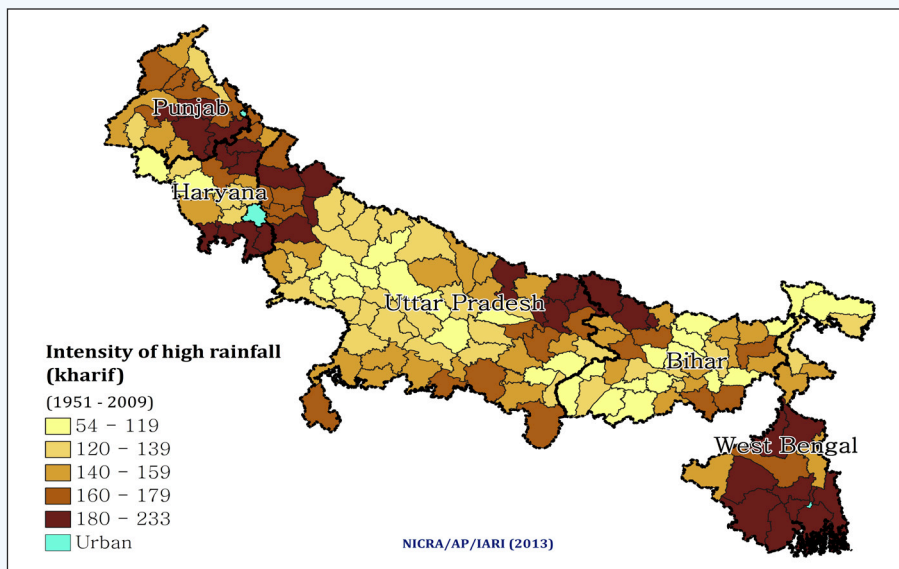 Punjab
Haryana
Uttar Pradesh
Bihar
West Bengal
Intensity of high rainfall
(kharif)
(1951 - 2009)
54 - 119
120 - 139
140 - 159
160 - 179
180 - 233
Urban
NICRA/AP/IARI (2013)